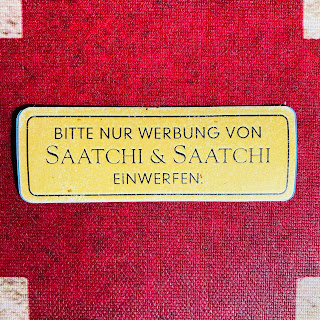 BITTE NUR WERBUNG VON
SAATCHI & SAATCHI
EINWERFEN!